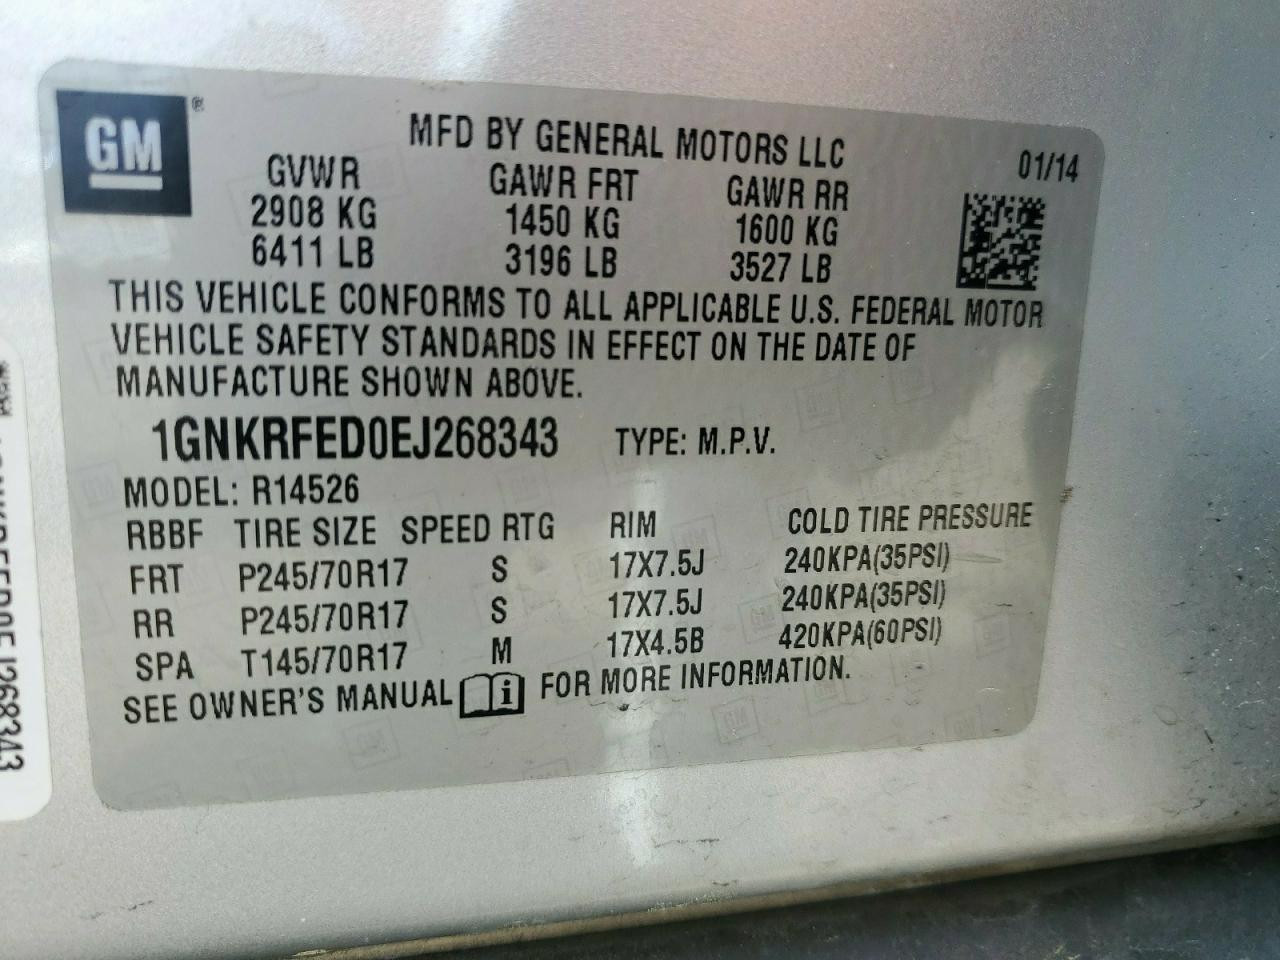 GM ®
MFD BY GENERAL MOTORS LLC
01/14
GVWR GAWR FRT GAWR RR
2908 KG 1450 KG 1600 KG
6411 LB 3196 LB 3527 LB
THIS VEHICLE CONFORMS TO ALL APPLICABLE U.S. FEDERAL MOTOR
VEHICLE SAFETY STANDARDS IN EFFECT ON THE DATE OF
MANUFACTURE SHOWN ABOVE.
1GNKRFED0EJ268343 TYPE: M.P.V.
MODEL: R14526
RBBF TIRE SIZE SPEED RTG RIM COLD TIRE PRESSURE
FRT P245/70R17 S 17X7.5J 240KPA(35PSI)
RR P245/70R17 S 17X7.5J 240KPA(35PSI)
SPA T145/70R17 M 17X4.5B 420KPA(60PSI)
SEE OWNER'S MANUAL i FOR MORE INFORMATION.